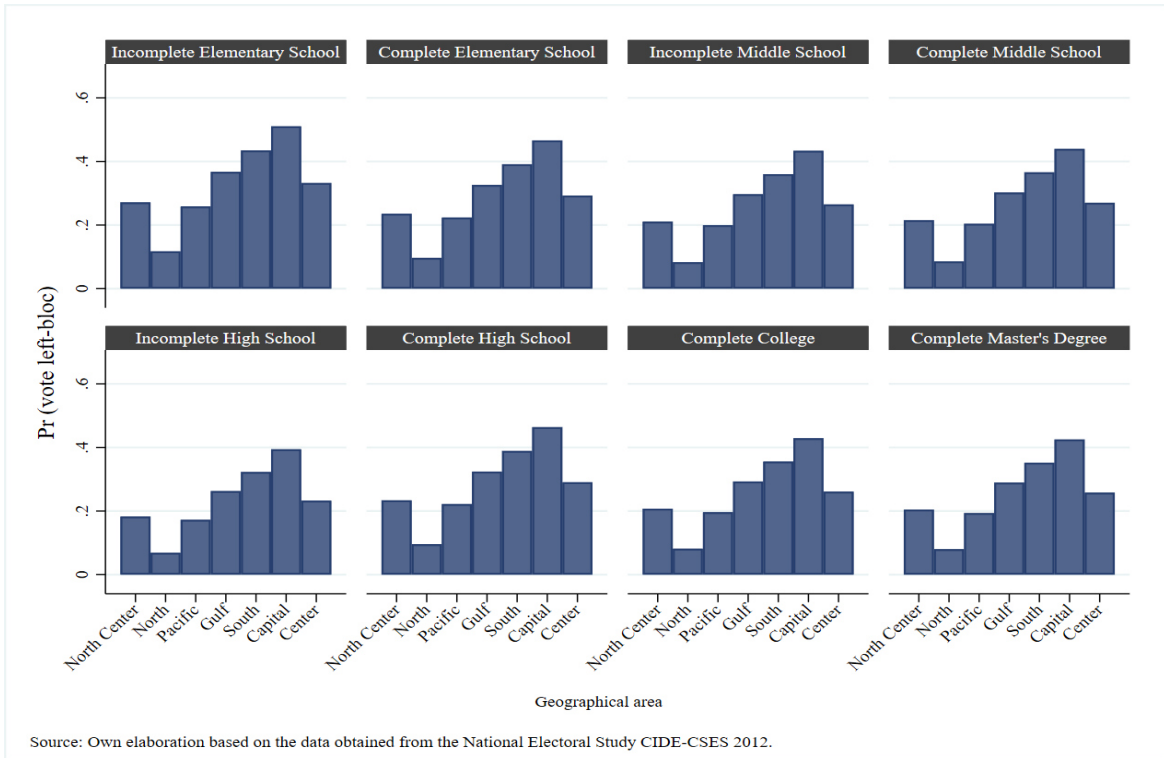 Incomplete Elementary School
Complete Elementary School
Incomplete Middle School
Complete Middle School
.6
.4
.2
0
Incomplete High School
Complete High School
Complete College
Complete Master's Degree
.6
.4
.2
0
Pr (vote left-bloc)
North Center
North
Pacific
Gulf
South
Capital
Center
North Center
North
Pacific
Gulf
South
Capital
Center
North Center
North
Pacific
Gulf
South
Capital
Center
North Center
North
Pacific
Gulf
South
Capital
Center
Geographical area
Source: Own elaboration based on the data obtained from the National Electoral Study CIDE-CSES 2012.